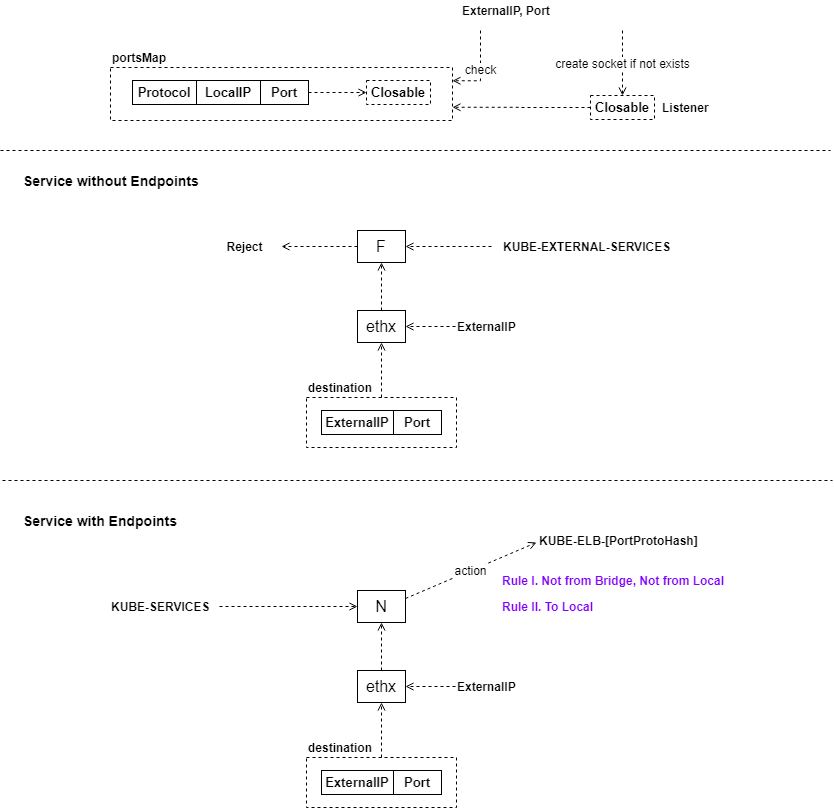 ExternalIP, Port
portsMap
check
create socket if not exists
Protocol LocalIP Port
Closable
Closable
Listener
Service without Endpoints
Reject
F
KUBE-EXTERNAL-SERVICES
ethx
ExternalIP
destination
ExternalIP Port
Service with Endpoints
KUBE-ELB-[PortProtoHash]
action
Rule I. Not from Bridge, Not from Local
KUBE-SERVICES
N
Rule II. To Local
ethx
ExternalIP
destination
ExternalIP Port